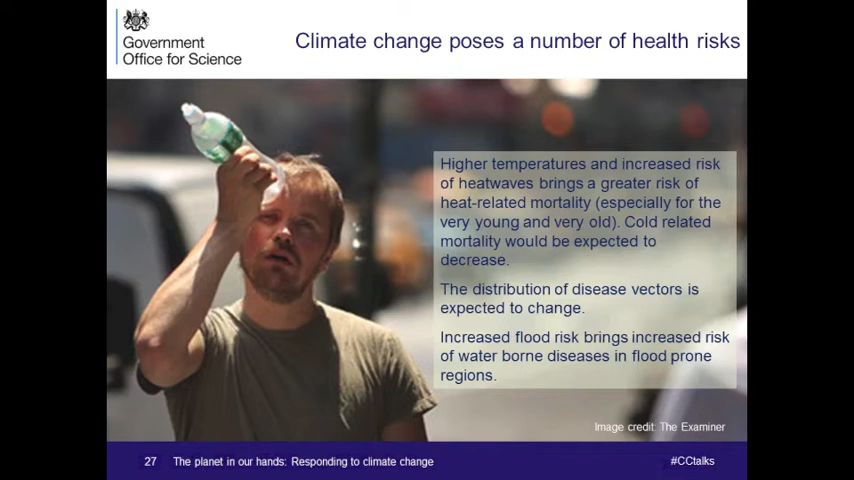 Government
Office for Science
Climate change poses a number of health risks
Higher temperatures and increased risk
of heatwaves brings a greater risk of
heat-related mortality (especially for the
very young and very old). Cold related
mortality would be expected to
decrease.
The distribution of disease vectors is
expected to change.
Increased flood risk brings increased risk
of water borne diseases in flood prone
regions.
Image credit: The Examiner
27 The planet in our hands: Responding to climate change
#CCtalks